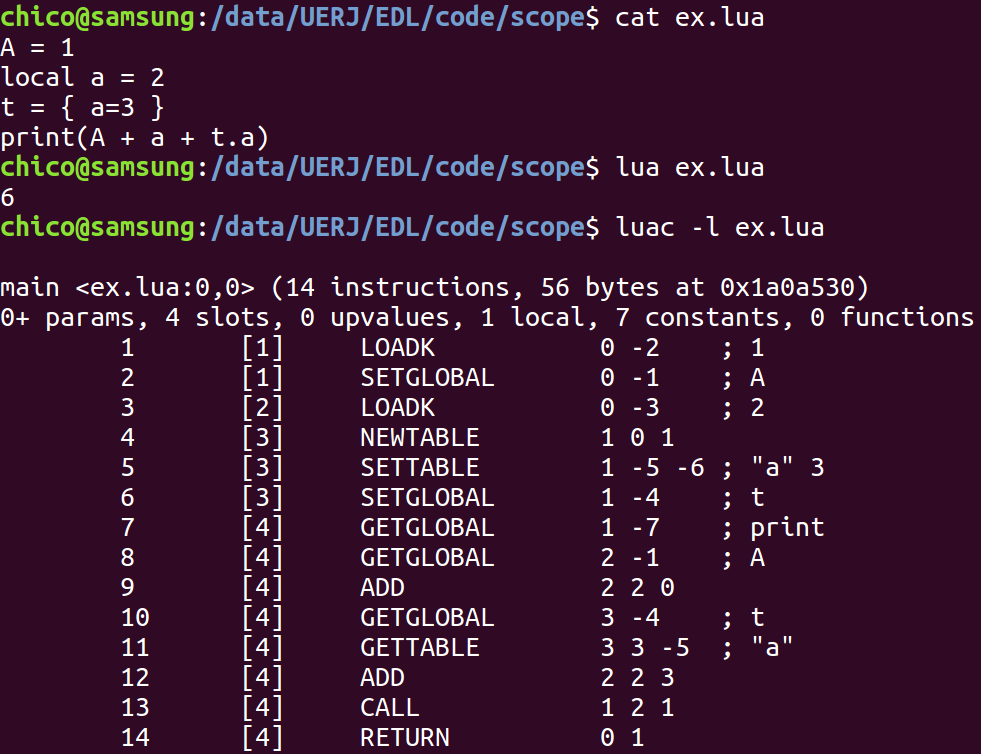 chico@samsung:/data/UERJ/EDL/code/scope$ cat ex.lua
A = 1
local a = 2
t = { a=3 }
print(A + a + t.a)
chico@samsung:/data/UERJ/EDL/code/scope$ lua ex.lua
6
chico@samsung:/data/UERJ/EDL/code/scope$ luac -l ex.lua

main <ex.lua:0,0> (14 instructions, 56 bytes at 0x1a0a530)
0+ params, 4 slots, 0 upvalues, 1 local, 7 constants, 0 functions
        1       [1]     LOADK           0 -2    ; 1
        2       [1]     SETGLOBAL       0 -1    ; A
        3       [2]     LOADK           0 -3    ; 2
        4       [3]     NEWTABLE        1 0 1
        5       [3]     SETTABLE        1 -5 -6 ; "a" 3
        6       [3]     SETGLOBAL       1 -4    ; t
        7       [4]     GETGLOBAL       1 -7    ; print
        8       [4]     GETGLOBAL       2 -1    ; A
        9       [4]     ADD             2 2 0
        10      [4]     GETGLOBAL       3 -4    ; t
        11      [4]     GETTABLE        3 3 -5  ; "a"
        12      [4]     ADD             2 2 3
        13      [4]     CALL            1 2 1
        14      [4]     RETURN          0 1